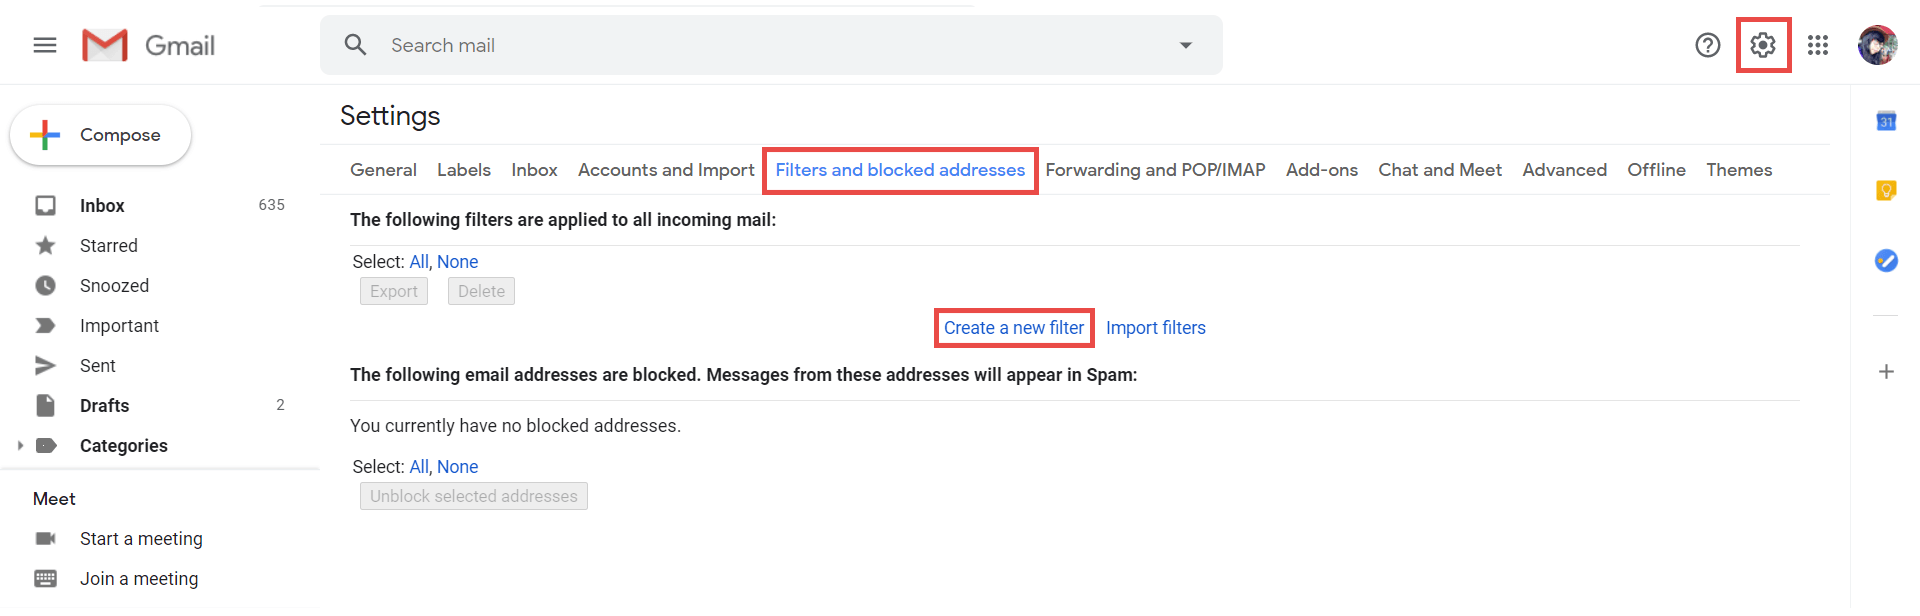 Gmail
Search mail
Compose
Settings
General Labels Inbox Accounts and Import Filters and blocked addresses Forwarding and POP/IMAP Add-ons Chat and Meet Advanced Offline Themes
31
Inbox 635
Starred
Snoozed
Important
Sent
Drafts 2
Categories
Meet
Start a meeting
Join a meeting
The following filters are applied to all incoming mail:
Select: All, None
Export Delete
Create a new filter Import filters
The following email addresses are blocked. Messages from these addresses will appear in Spam:
You currently have no blocked addresses.
Select: All, None
Unblock selected addresses